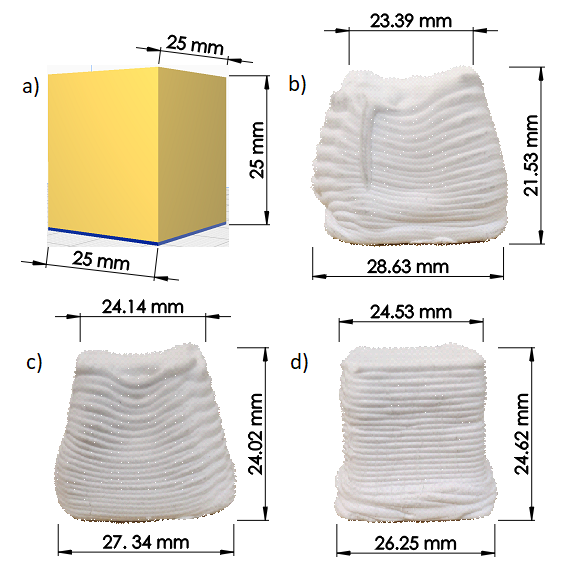 a)
25 mm
25 mm
25 mm
b)
23.39 mm
21.53 mm
28.63 mm
c)
24.14 mm
24.02 mm
27. 34 mm
d)
24.53 mm
24.62 mm
26.25 mm